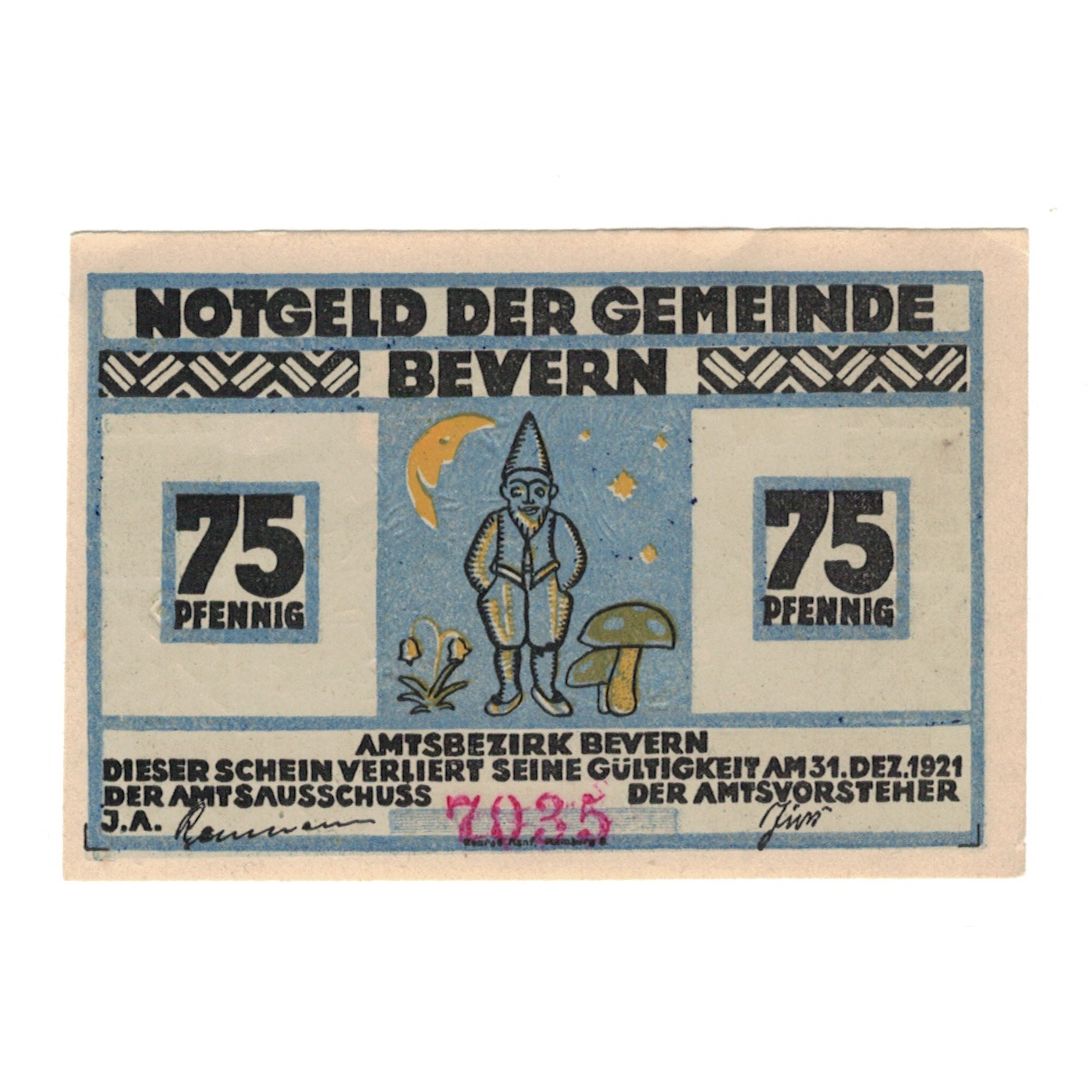 NOTGELD DER GEMEINDE
BEVERN
75
PFENNIG
75
PFENNIG
AMTSBEZIRK BEVERN
DIESER SCHEIN VERLIERT SEINE GÜLTIGKEIT AM 31. DEZ. 1921
DER AMTSAUSSCHUSS DER AMTSVORSTEHER
J.A. 7035